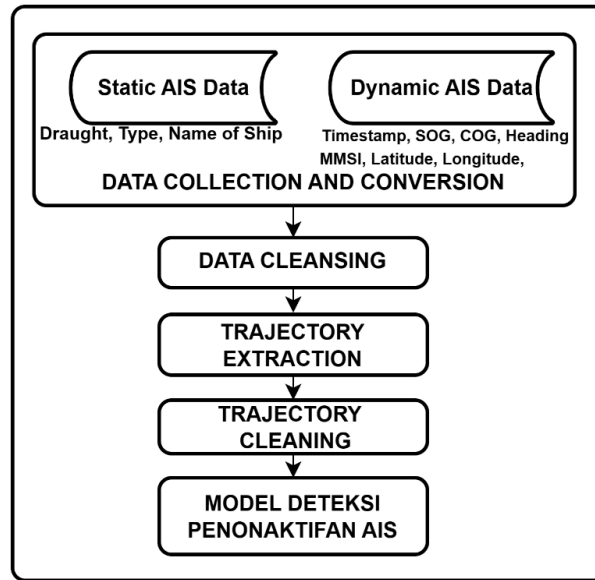 Static AIS Data
Draught, Type, Name of Ship
Dynamic AIS Data
Timestamp, SOG, COG, Heading
MMSI, Latitude, Longitude,
DATA COLLECTION AND CONVERSION
DATA CLEANSING
TRAJECTORY
EXTRACTION
TRAJECTORY
CLEANING
MODEL DETEKSI
PENONAKTIFAN AIS